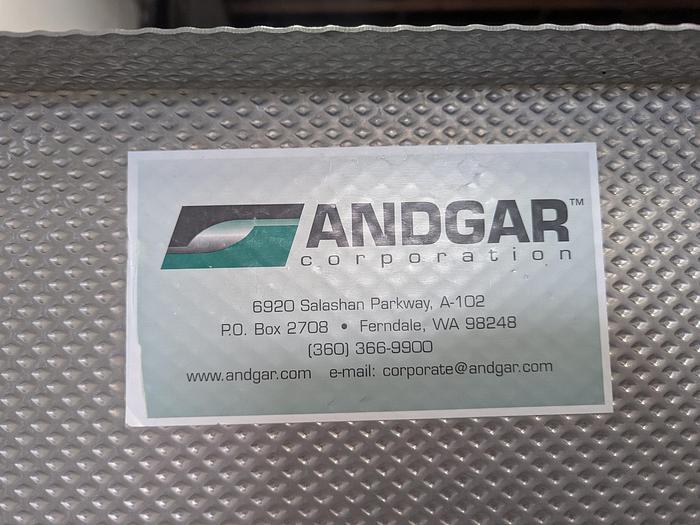 ANDGAR™
corporation
6920 Salashan Parkway, A-102
P.O. Box 2708 • Ferndale, WA 98248
(360) 366-9900
www.andgar.com e-mail: corporate@andgar.com